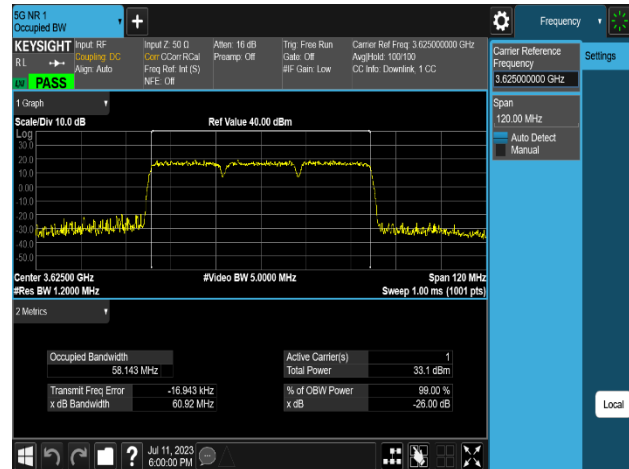 5G NR 1
Occupied BW
Frequency
KEYSIGHT
RL
PASS
Input: RF
Coupling: DC
Align: Auto
Input Z: 50 Ω
Corr CCorr RCal
Freq Ref: Int (S)
NFE: Off
Atten: 16 dB
Preamp: Off
Trig: Free Run
Gate: Off
#IF Gain: Low
Carrier Ref Freq: 3.625000000 GHz
Avg|Hold: 100/100
CC Info: Downlink, 1 CC
Carrier Reference
Frequency
3.625000000 GHz
Settings
Span
120.00 MHz
Auto Detect
Manual
1 Graph
Scale/Div 10.0 dB
Ref Value 40.00 dBm
Log
30.0
20.0
10.0
0.00
-10.0
-20.0
-30.0
-40.0
-50.0
Center 3.62500 GHz
#Video BW 5.0000 MHz
Span 120 MHz
#Res BW 1.2000 MHz
Sweep 1.00 ms (1001 pts)
2 Metrics
Occupied Bandwidth
58.143 MHz
Transmit Freq Error -16.943 kHz
x dB Bandwidth 60.92 MHz
Active Carrier(s) 1
Total Power 33.1 dBm
% of OBW Power 99.00 %
x dB -26.00 dB
Local
?
Jul 11, 2023
6:00:00 PM